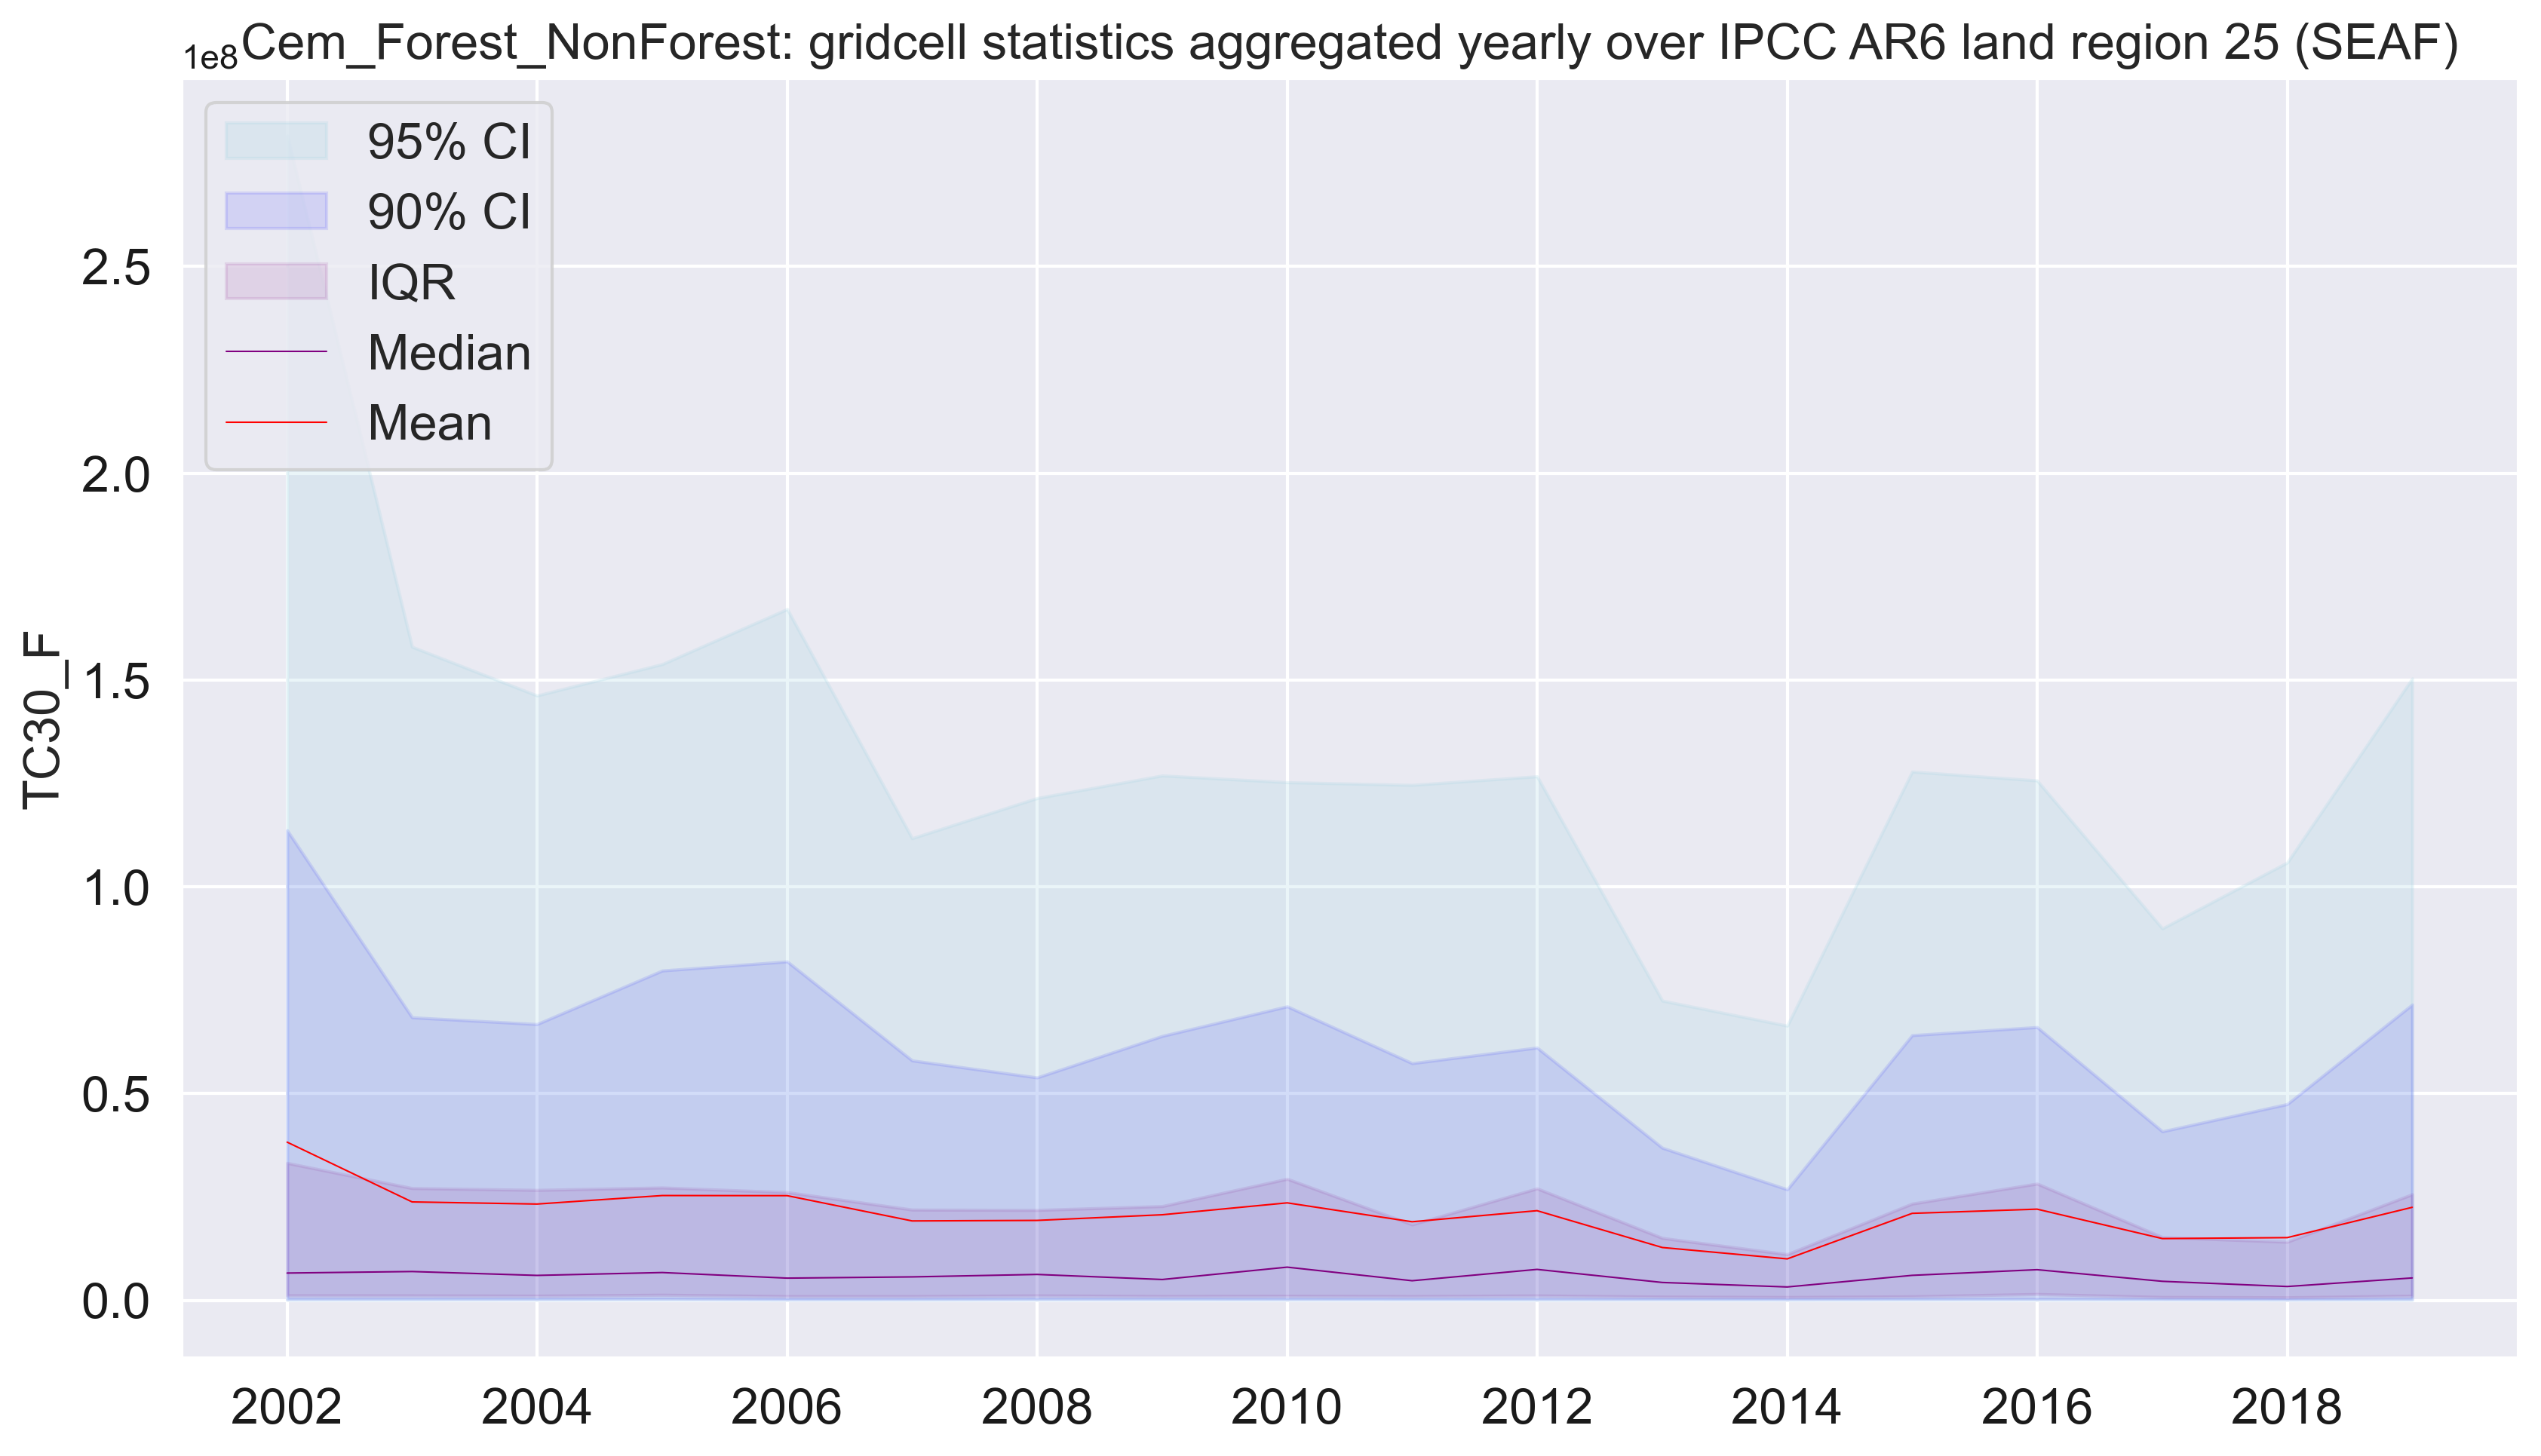 Cem_Forest_NonForest: gridcell statistics aggregated yearly over IPCC AR6 land region 25 (SEAF)
1e8
95% CI
90% CI
IQR
Median
Mean
2.5
2.0
1.5
1.0
0.5
0.0
TC30_F
2002 2004 2006 2008 2010 2012 2014 2016 2018